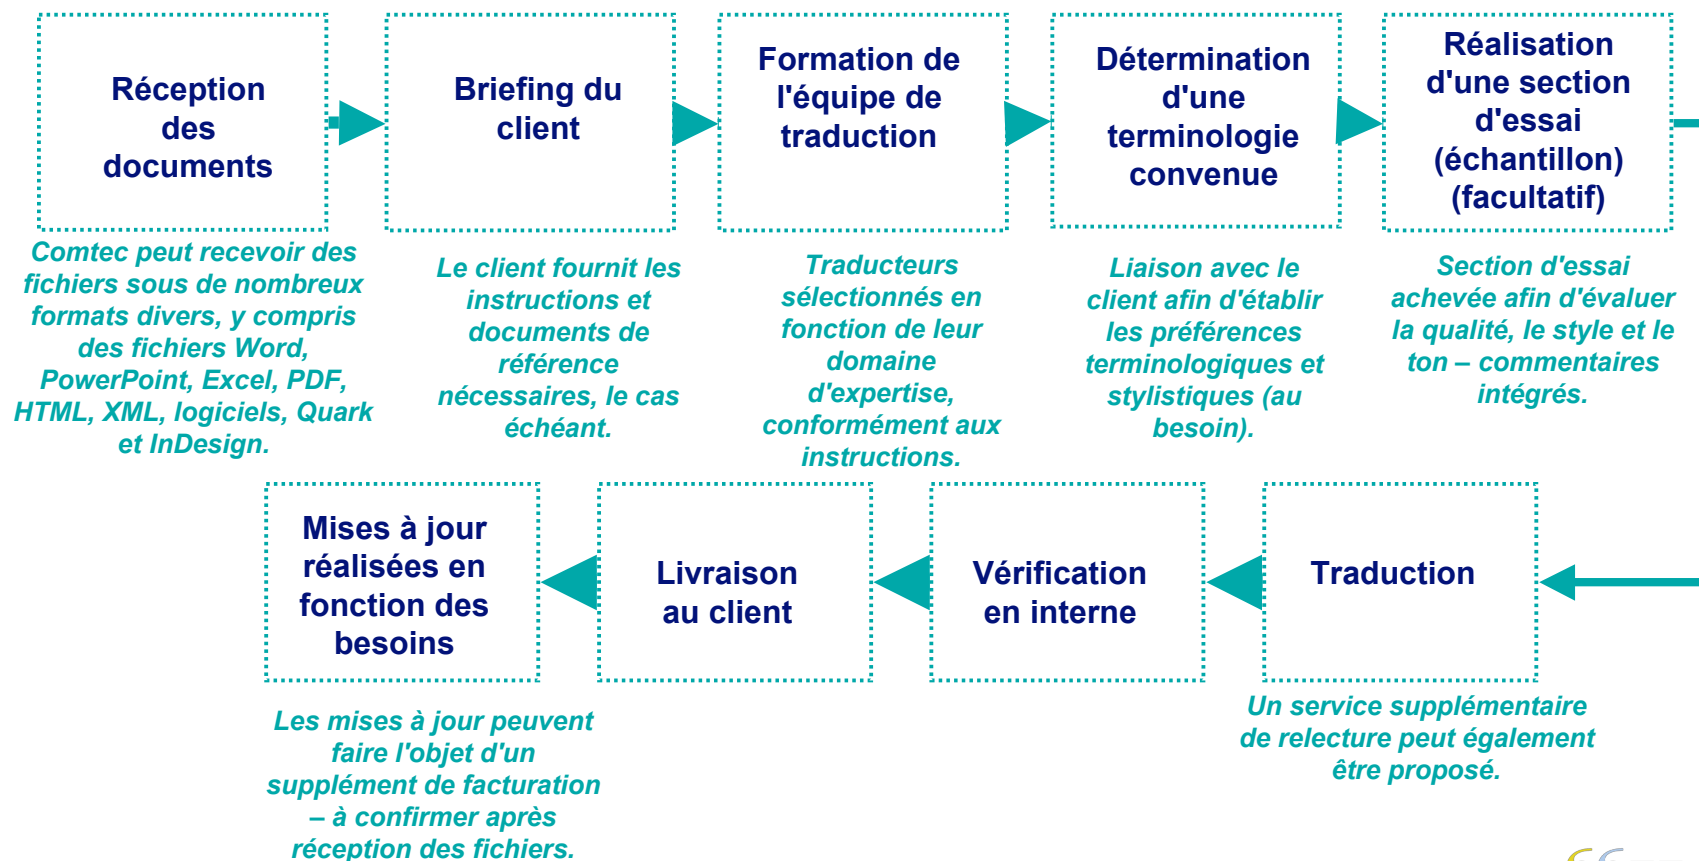 Réception
des
documents
Briefing du
client
Formation de
l'équipe de
traduction
Détermination
d'une
terminologie
convenue
Réalisation
d'une section
d'essai
(échantillon)
(facultatif)
Comtec peut recevoir des
fichiers sous de nombreux
formats divers, y compris
des fichiers Word,
PowerPoint, Excel, PDF,
HTML, XML, logiciels, Quark
et InDesign.
Le client fournit les
instructions et
documents de
référence
nécessaires, le cas
échéant.
Traducteurs
sélectionnés en
fonction de leur
domaine
d'expertise,
conformément aux
instructions.
Liaison avec le
client afin d'établir
les préférences
terminologiques et
stylistiques (au
besoin).
Section d'essai
achevée afin d'évaluer
la qualité, le style et le
ton – commentaires
intégrés.
Traduction
Un service supplémentaire
de relecture peut également
être proposé.
Vérification
en interne
Livraison
au client
Mises à jour
réalisées en
fonction des
besoins
Les mises à jour peuvent
faire l'objet d'un
supplément de facturation
– à confirmer après
réception des fichiers.